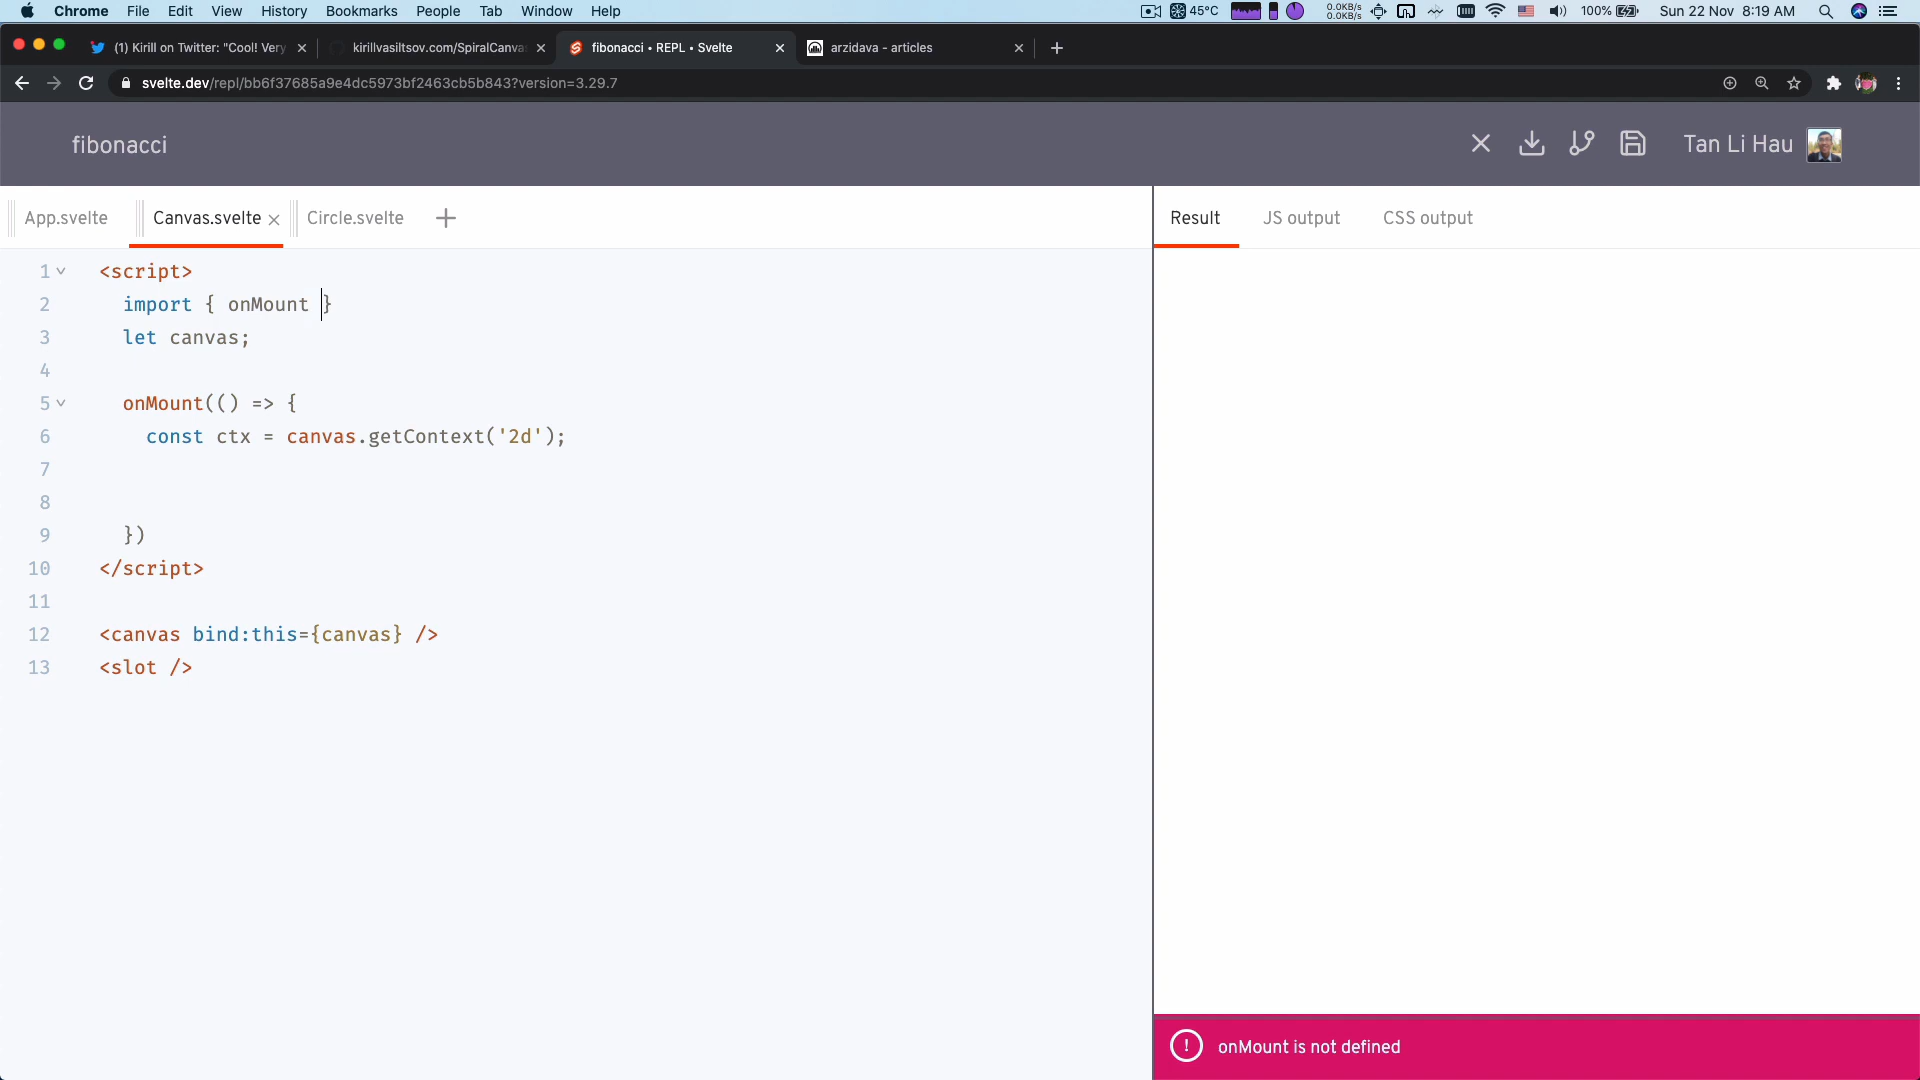 Chrome File Edit View History Bookmarks People Tab Window Help 45°C 0.0KB/s 0.0KB/s 100% Sun 22 Nov 8:19 AM
(1) Kirill on Twitter: "Cool! Very kirillvasiltsov.com/SpiralCanva fibonacci • REPL • Svelte arzidava - articles
svelte.dev/repl/bb6f37685a9e4dc5973bf2463cb5b843?version=3.29.7
fibonacci Tan Li Hau
App.svelte Canvas.svelte Circle.svelte Result JS output CSS output
1 <script>
2 import { onMount }
3 let canvas;
4
5 onMount(() => {
6 const ctx = canvas.getContext('2d');
7
8
9 })
10 </script>
11
12 <canvas bind:this={canvas} />
13 <slot />
onMount is not defined